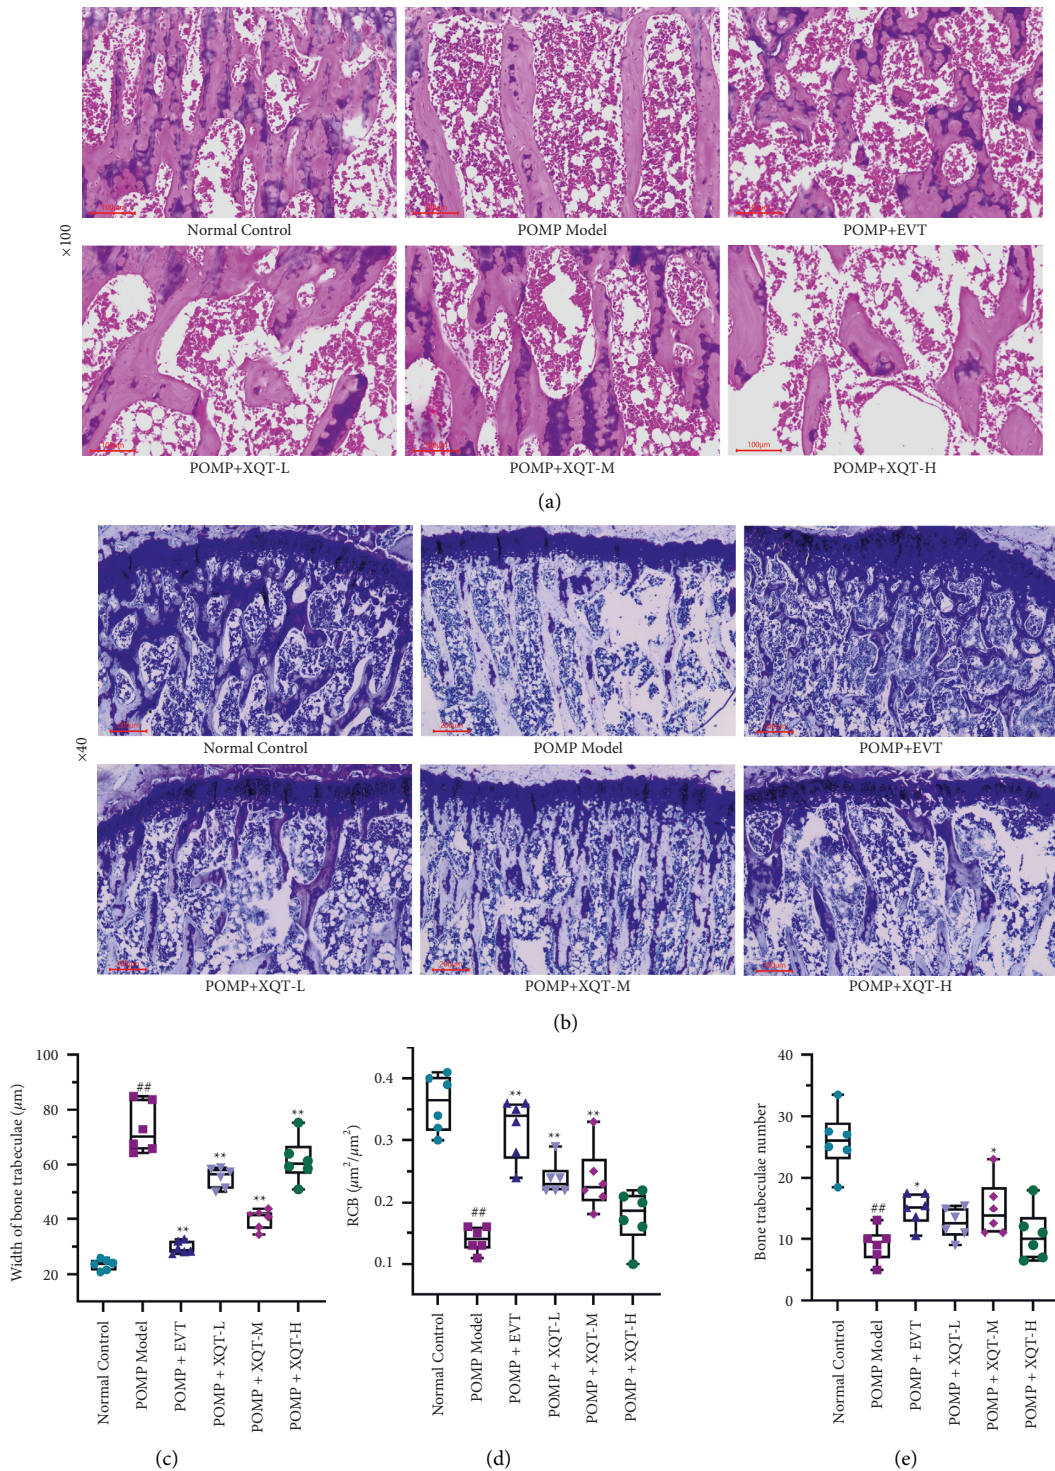 100μm
Normal Control
POMP Model
POMP+EVT
×100
100μm
100μm
POMP+XQT-L
POMP+XQT-M
POMP+XQT-H
(a)
Normal Control
POMP Model
POMP+EVT
×40
POMP+XQT-L
POMP+XQT-M
POMP+XQT-H
(b)
Width of bone trabeculae (μm)
100
80
60
40
20
##
**
**
**
**
Normal Control
POMP Model
POMP + EVT
POMP + XQT-L
POMP + XQT-M
POMP + XQT-H
(c)
RCB (μm²/μm²)
0.4
0.3
0.2
0.1
##
**
**
**
Normal Control
POMP Model
POMP + EVT
POMP + XQT-L
POMP + XQT-M
POMP + XQT-H
(d)
Bone trabeculae number
40
30
20
10
0
##
*
*
Normal Control
POMP Model
POMP + EVT
POMP + XQT-L
POMP + XQT-M
POMP + XQT-H
(e)